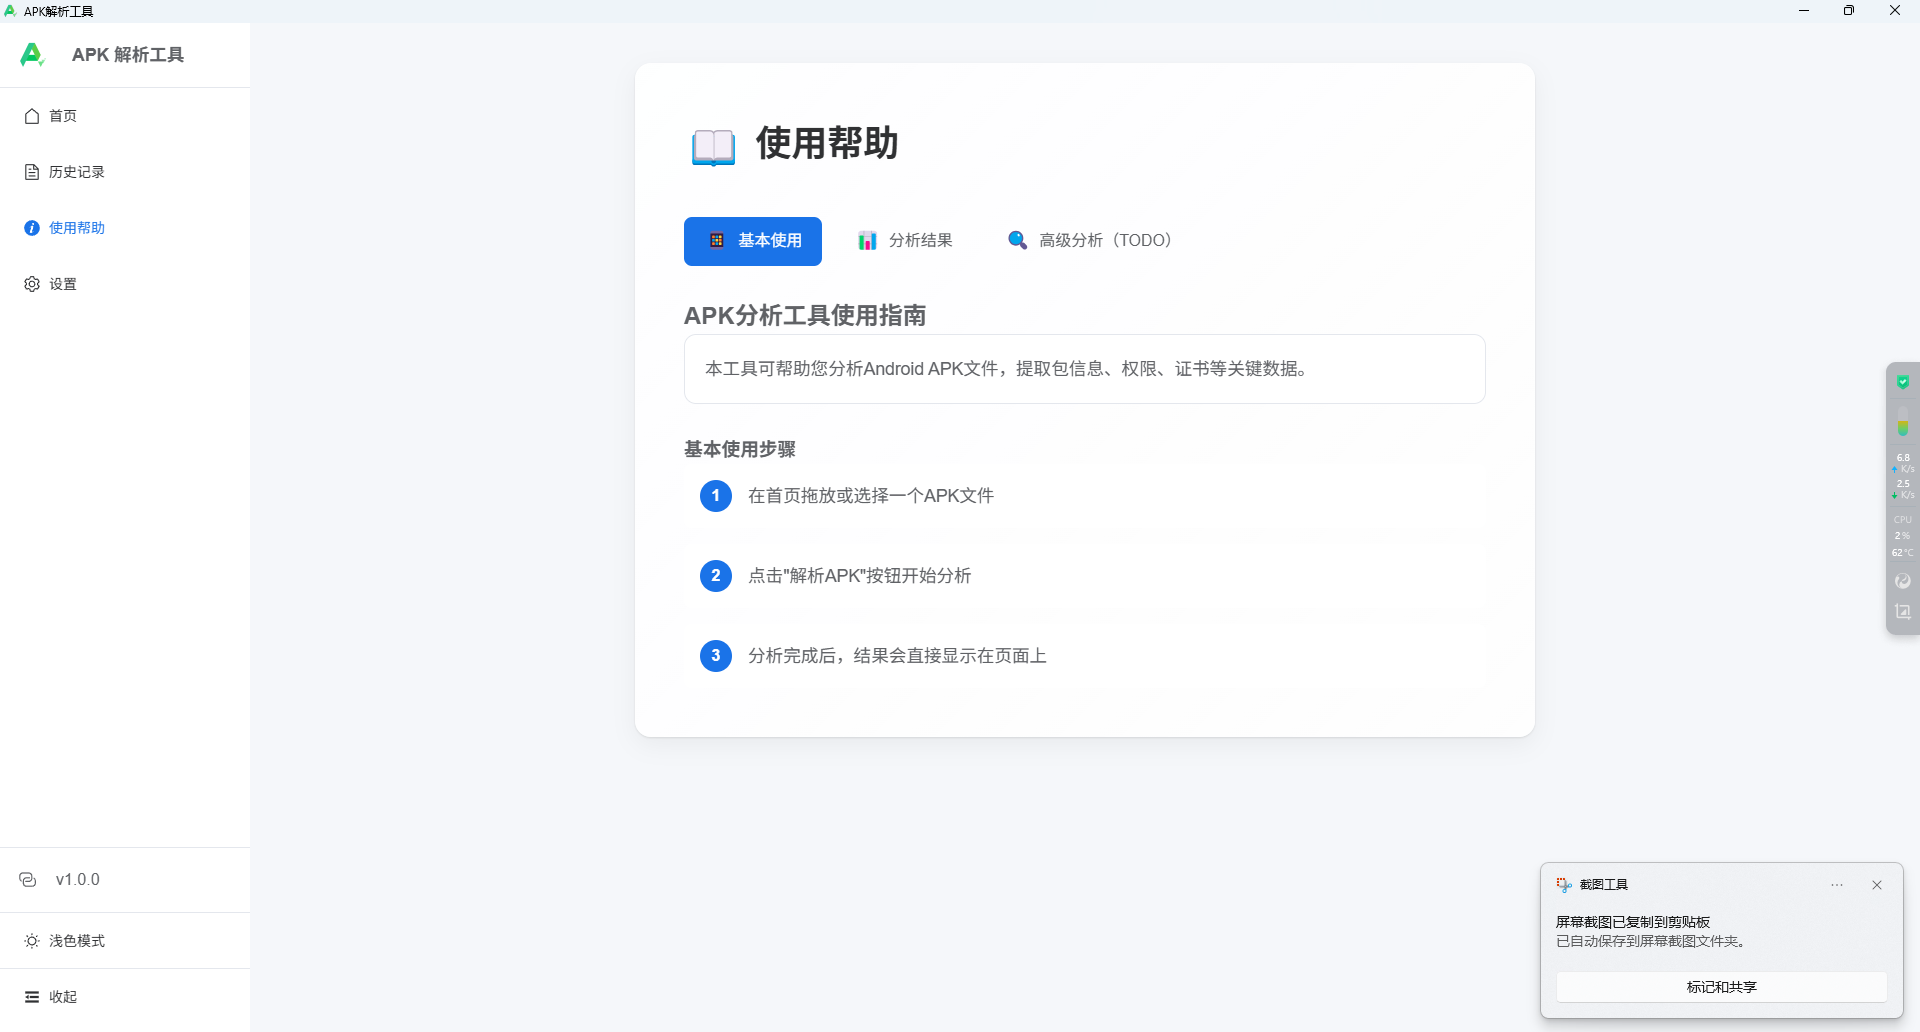 APK解析工具
APK 解析工具
首页
历史记录
使用帮助
设置
v1.0.0
浅色模式
收起
使用帮助
基本使用
分析结果
高级分析（TODO）
APK分析工具使用指南
本工具可帮助您分析Android APK文件，提取包信息、权限、证书等关键数据。
基本使用步骤
1 在首页拖放或选择一个APK文件
2 点击"解析APK"按钮开始分析
3 分析完成后，结果会直接显示在页面上
6.8
K/s
2.5
K/s
CPU
2%
62°C
截图工具
屏幕截图已复制到剪贴板
已自动保存到屏幕截图文件夹。
标记和共享